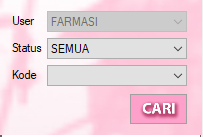 User FARMASI
Status SEMUA
Kode
CARI